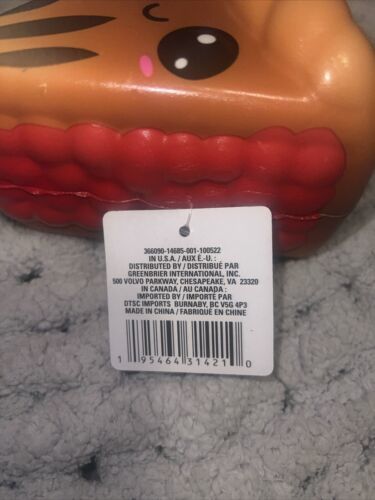 366090-14685-001-100522
IN U.S.A. / AUX É.-U. :
DISTRIBUTED BY / DISTRIBUÉ PAR
GREENBRIER INTERNATIONAL, INC.
500 VOLVO PARKWAY, CHESAPEAKE, VA 23320
IN CANADA / AU CANADA :
IMPORTED BY / IMPORTÉ PAR
DTSC IMPORTS BURNABY, BC V5G 4P3
MADE IN CHINA / FABRIQUÉ EN CHINE
1 95464 31421 0